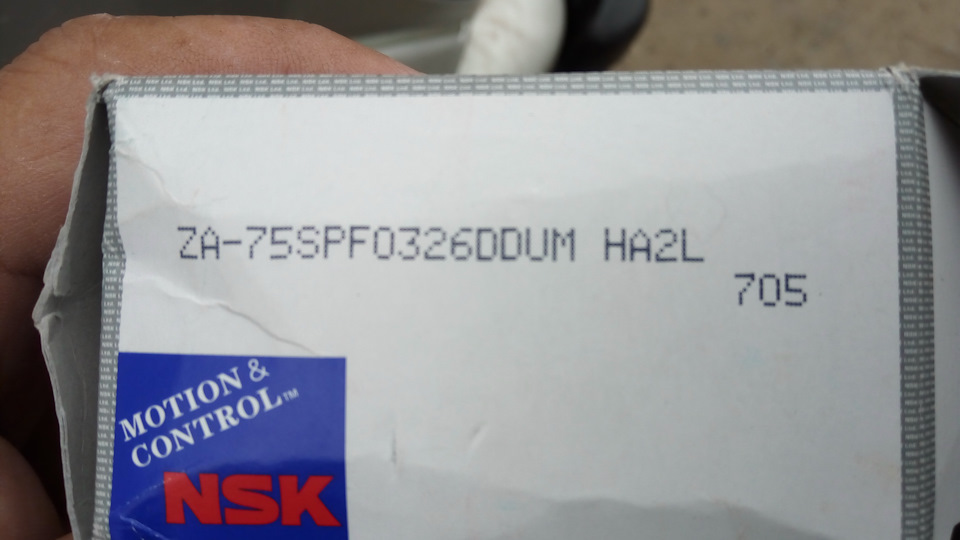 ZA-75SPF0326DDUM HA2L
705
MOTION &
CONTROL™
NSK